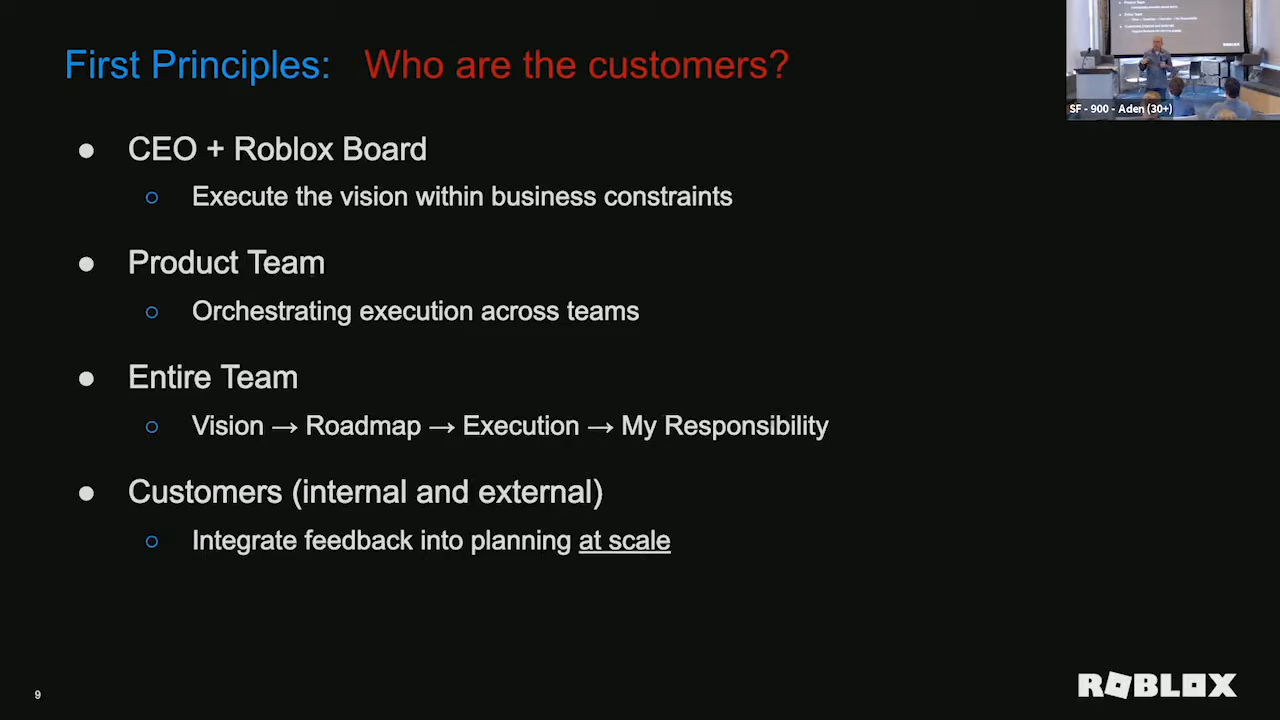 First Principles: Who are the customers?
SF - 900 - Aden (30+)
● CEO + Roblox Board
○ Execute the vision within business constraints
● Product Team
○ Orchestrating execution across teams
● Entire Team
○ Vision → Roadmap → Execution → My Responsibility
● Customers (internal and external)
○ Integrate feedback into planning at scale
9
ROBLOX